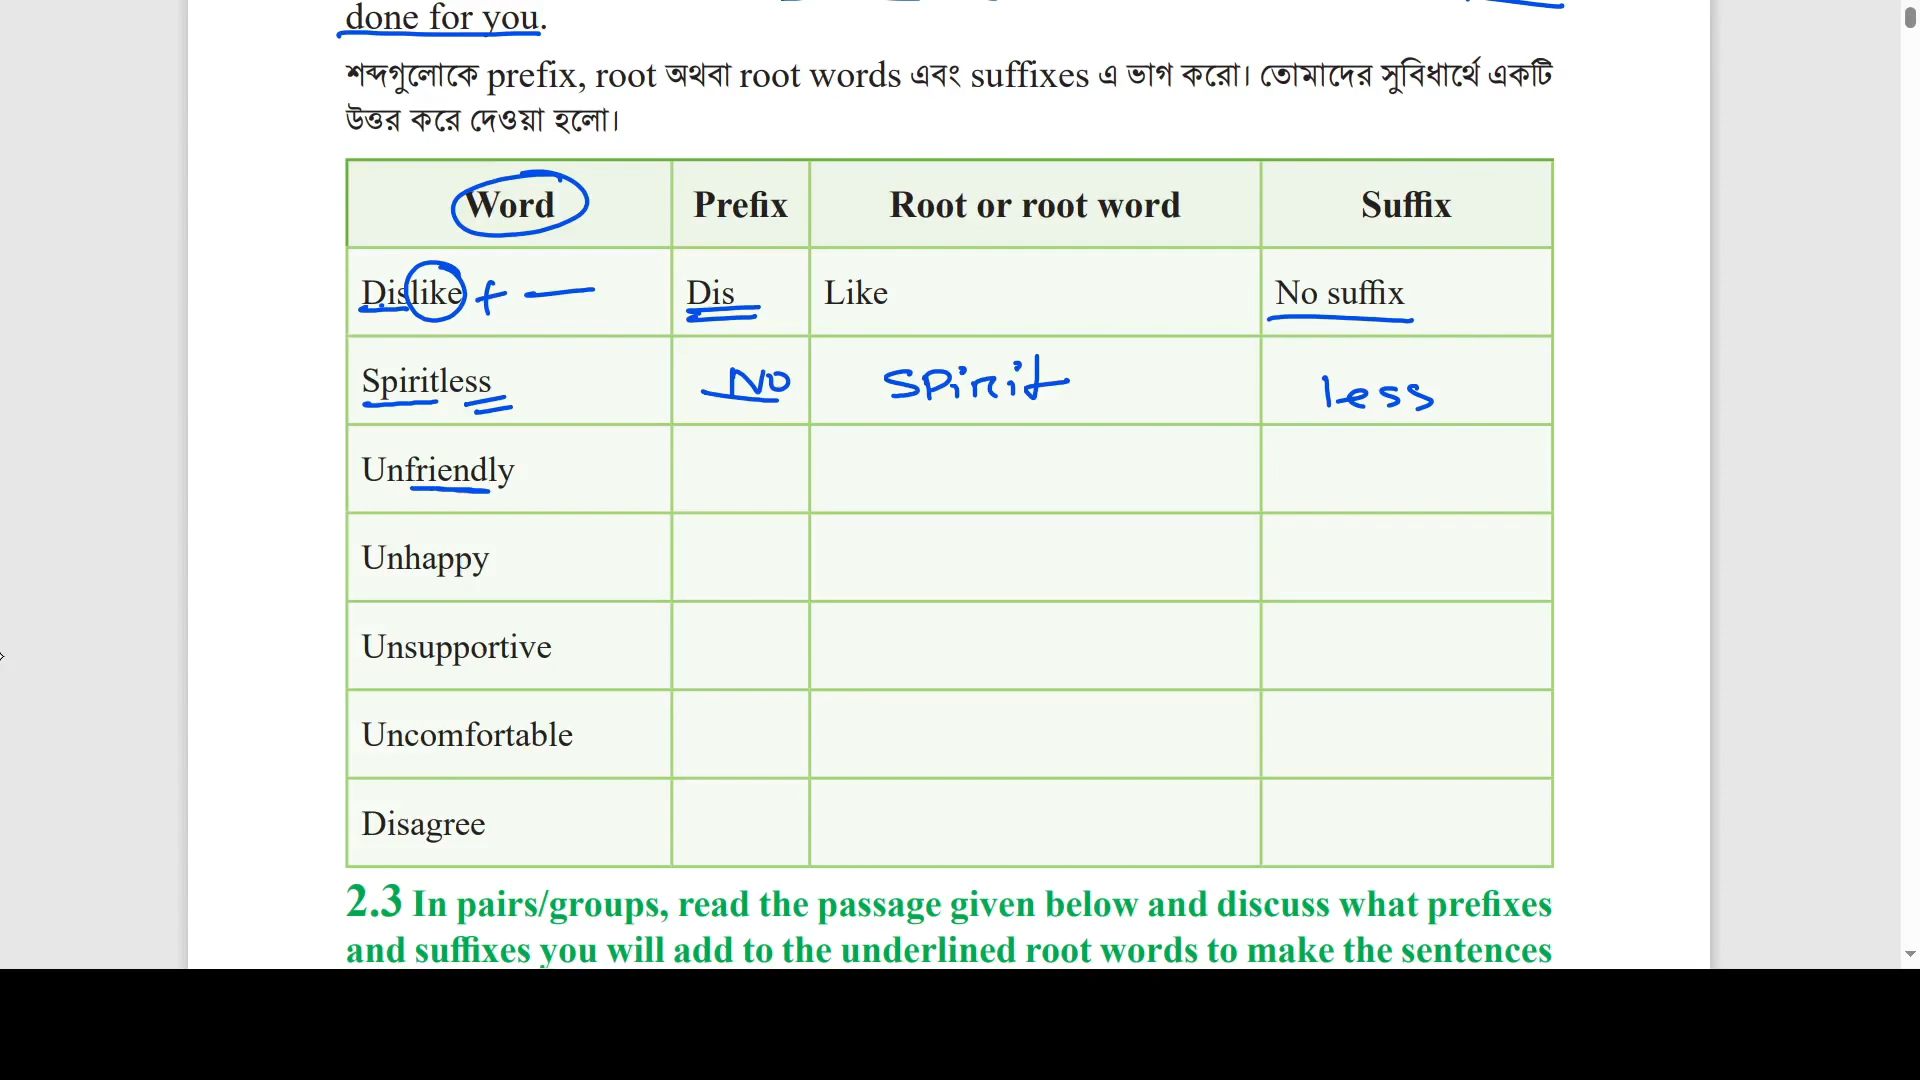 done for you.
শব্দগুলোকে prefix, root অথবা root words এবং suffixes এ ভাগ করো। তোমাদের সুবিধার্থে একটি
উত্তর করে দেওয়া হলো।
Word Prefix Root or root word Suffix
Dislike + — Dis Like No suffix
Spiritless NO Spirit less
Unfriendly
Unhappy
Unsupportive
Uncomfortable
Disagree
2.3 In pairs/groups, read the passage given below and discuss what prefixes
and suffixes you will add to the underlined root words to make the sentences